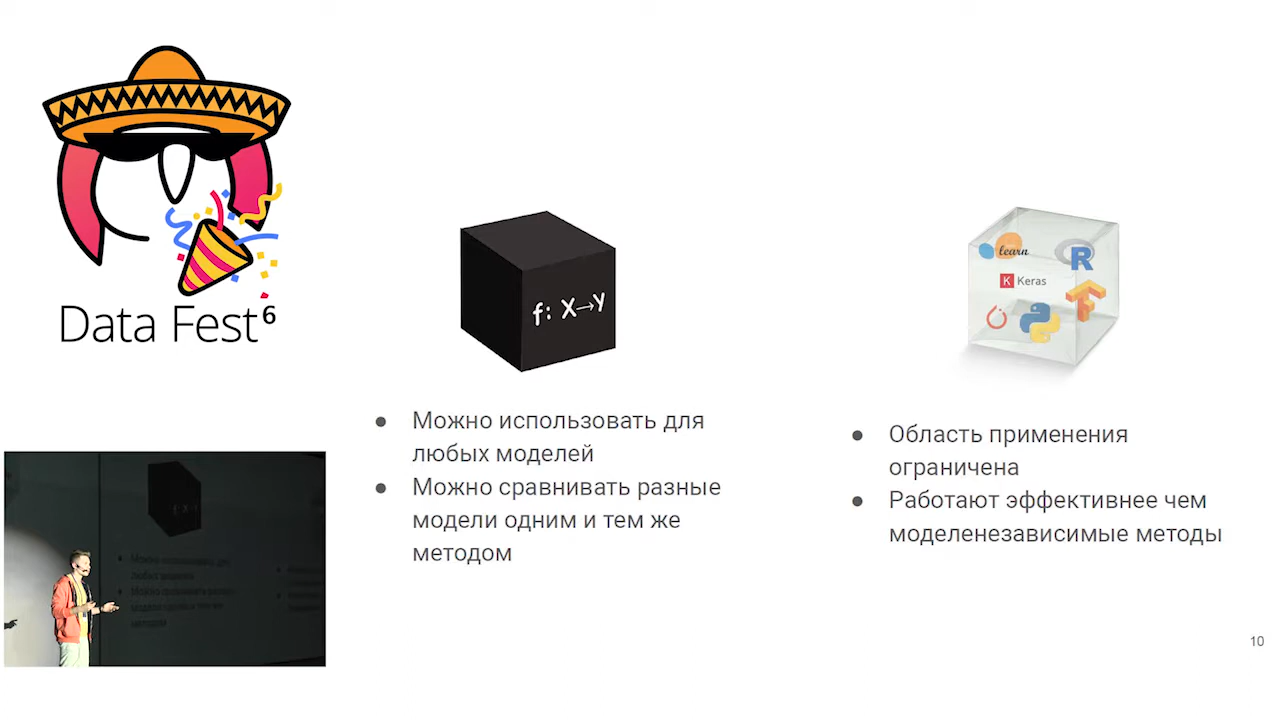 Data Fest⁶
f: X→Y
● Можно использовать для
любых моделей
● Можно сравнивать разные
модели одним и тем же
методом
learn
R
K Keras
● Область применения
ограничена
● Работают эффективнее чем
моделенезависимые методы
10